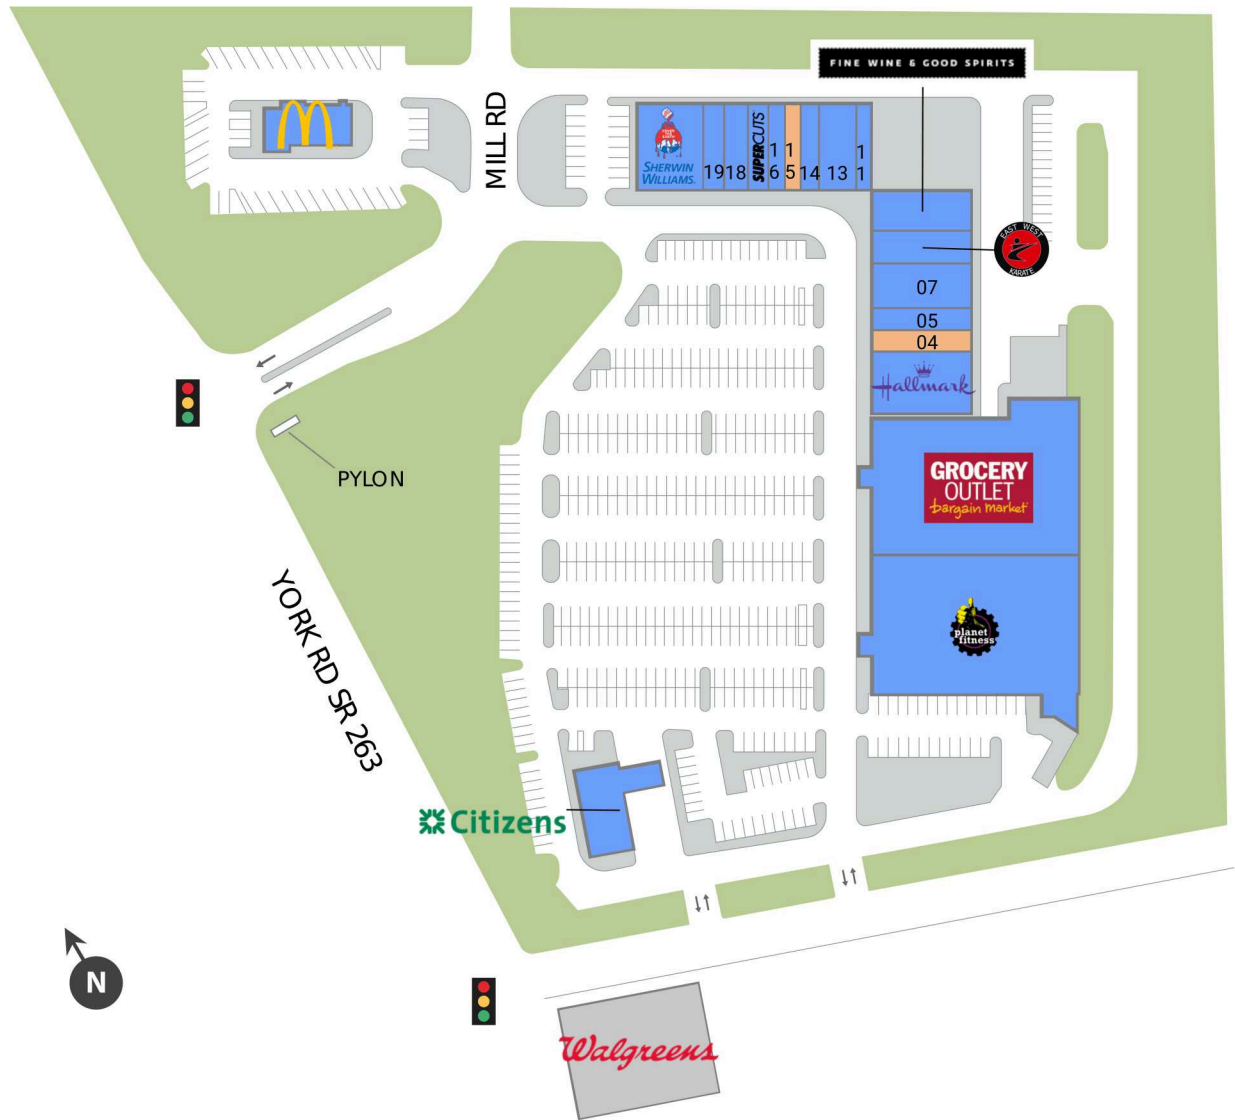 FINE WINE & GOOD SPIRITS
MILL RD
SHERWIN
WILLIAMS.
19
18
SUPERCUTS
16
15
14
13
11
EAST WEST
KARATE
07
05
04
Hallmark
GROCERY
OUTLET
bargain market
PYLON
planet
fitness
YORK RD SR 263
Citizens
N
Walgreens